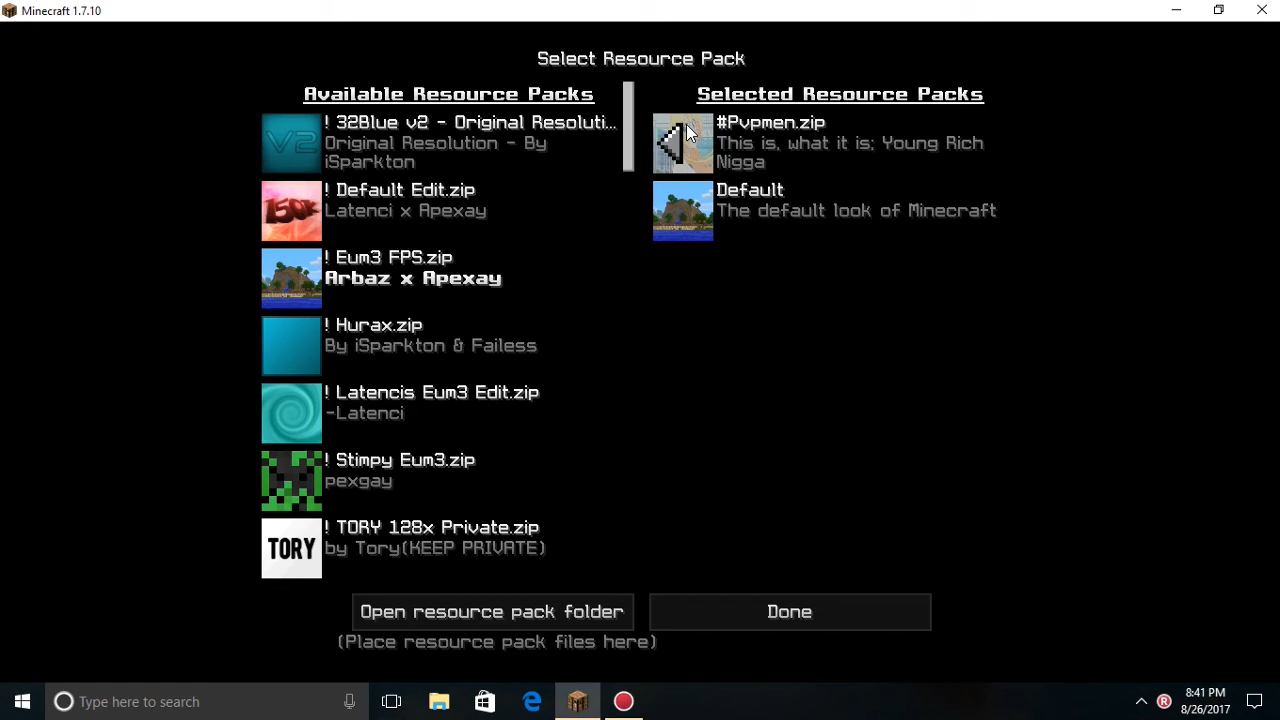 Minecraft 1.7.10
Select Resource Pack
Available Resource Packs
! 32Blue v2 - Original Resoluti...
Original Resolution - By
iSparkton
V2
! Default Edit.zip
Latenci x Apexay
150k
! Eum3 FPS.zip
Arbaz x Apexay
! Hurax.zip
By iSparkton & Failess
! Latencis Eum3 Edit.zip
-Latenci
! Stimpy Eum3.zip
pexgay
! TORY 128x Private.zip
by Tory(KEEP PRIVATE)
TORY
Selected Resource Packs
#Pvpmen.zip
This is, what it is; Young Rich
Nigga
Default
The default look of Minecraft
Open resource pack folder
Done
(Place resource pack files here)
Type here to search
8:41 PM
8/26/2017